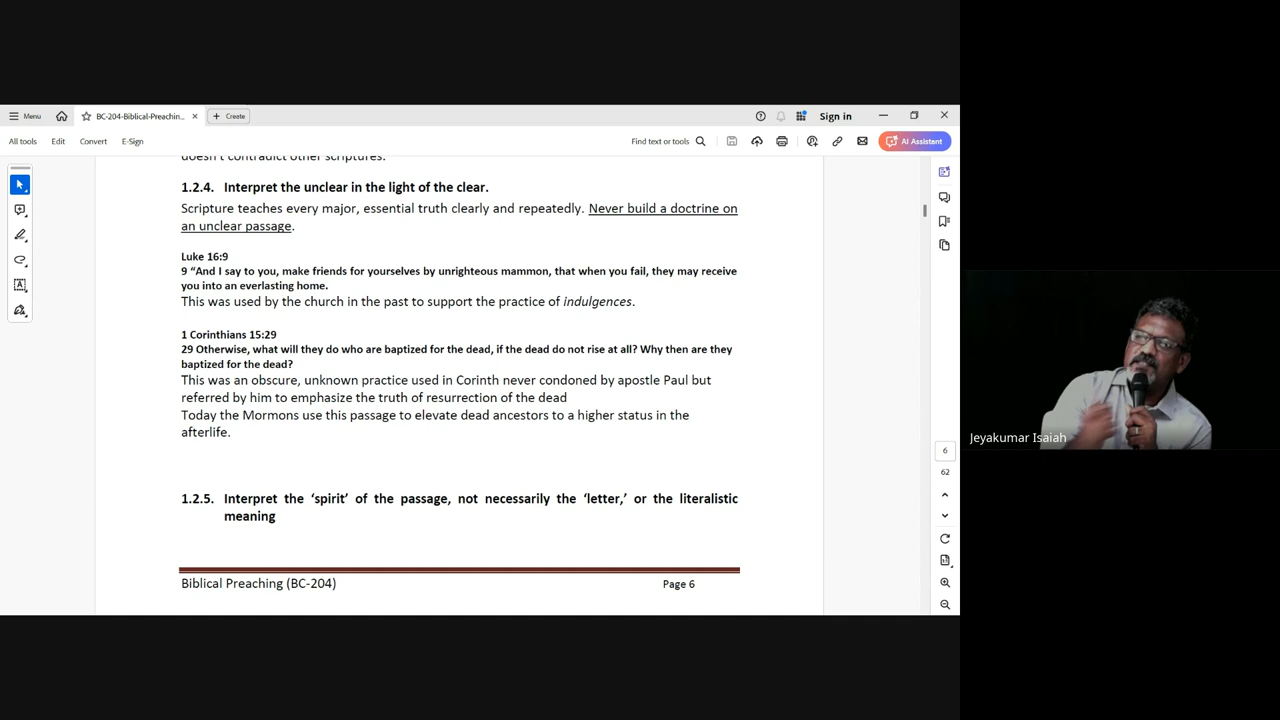 Menu
BC-204-Biblical-Preachin...
Create
Sign in
All tools
Edit
Convert
E-Sign
Find text or tools
AI Assistant
doesn't contradict other scriptures.
1.2.4. Interpret the unclear in the light of the clear.
Scripture teaches every major, essential truth clearly and repeatedly. Never build a doctrine on
an unclear passage.
Luke 16:9
9 “And I say to you, make friends for yourselves by unrighteous mammon, that when you fail, they may receive
you into an everlasting home.
This was used by the church in the past to support the practice of indulgences.
1 Corinthians 15:29
29 Otherwise, what will they do who are baptized for the dead, if the dead do not rise at all? Why then are they
baptized for the dead?
This was an obscure, unknown practice used in Corinth never condoned by apostle Paul but
referred by him to emphasize the truth of resurrection of the dead
Today the Mormons use this passage to elevate dead ancestors to a higher status in the
afterlife.
1.2.5. Interpret the ‘spirit’ of the passage, not necessarily the ‘letter,’ or the literalistic
meaning
Biblical Preaching (BC-204)
Page 6
6
62
Jeyakumar Isaiah